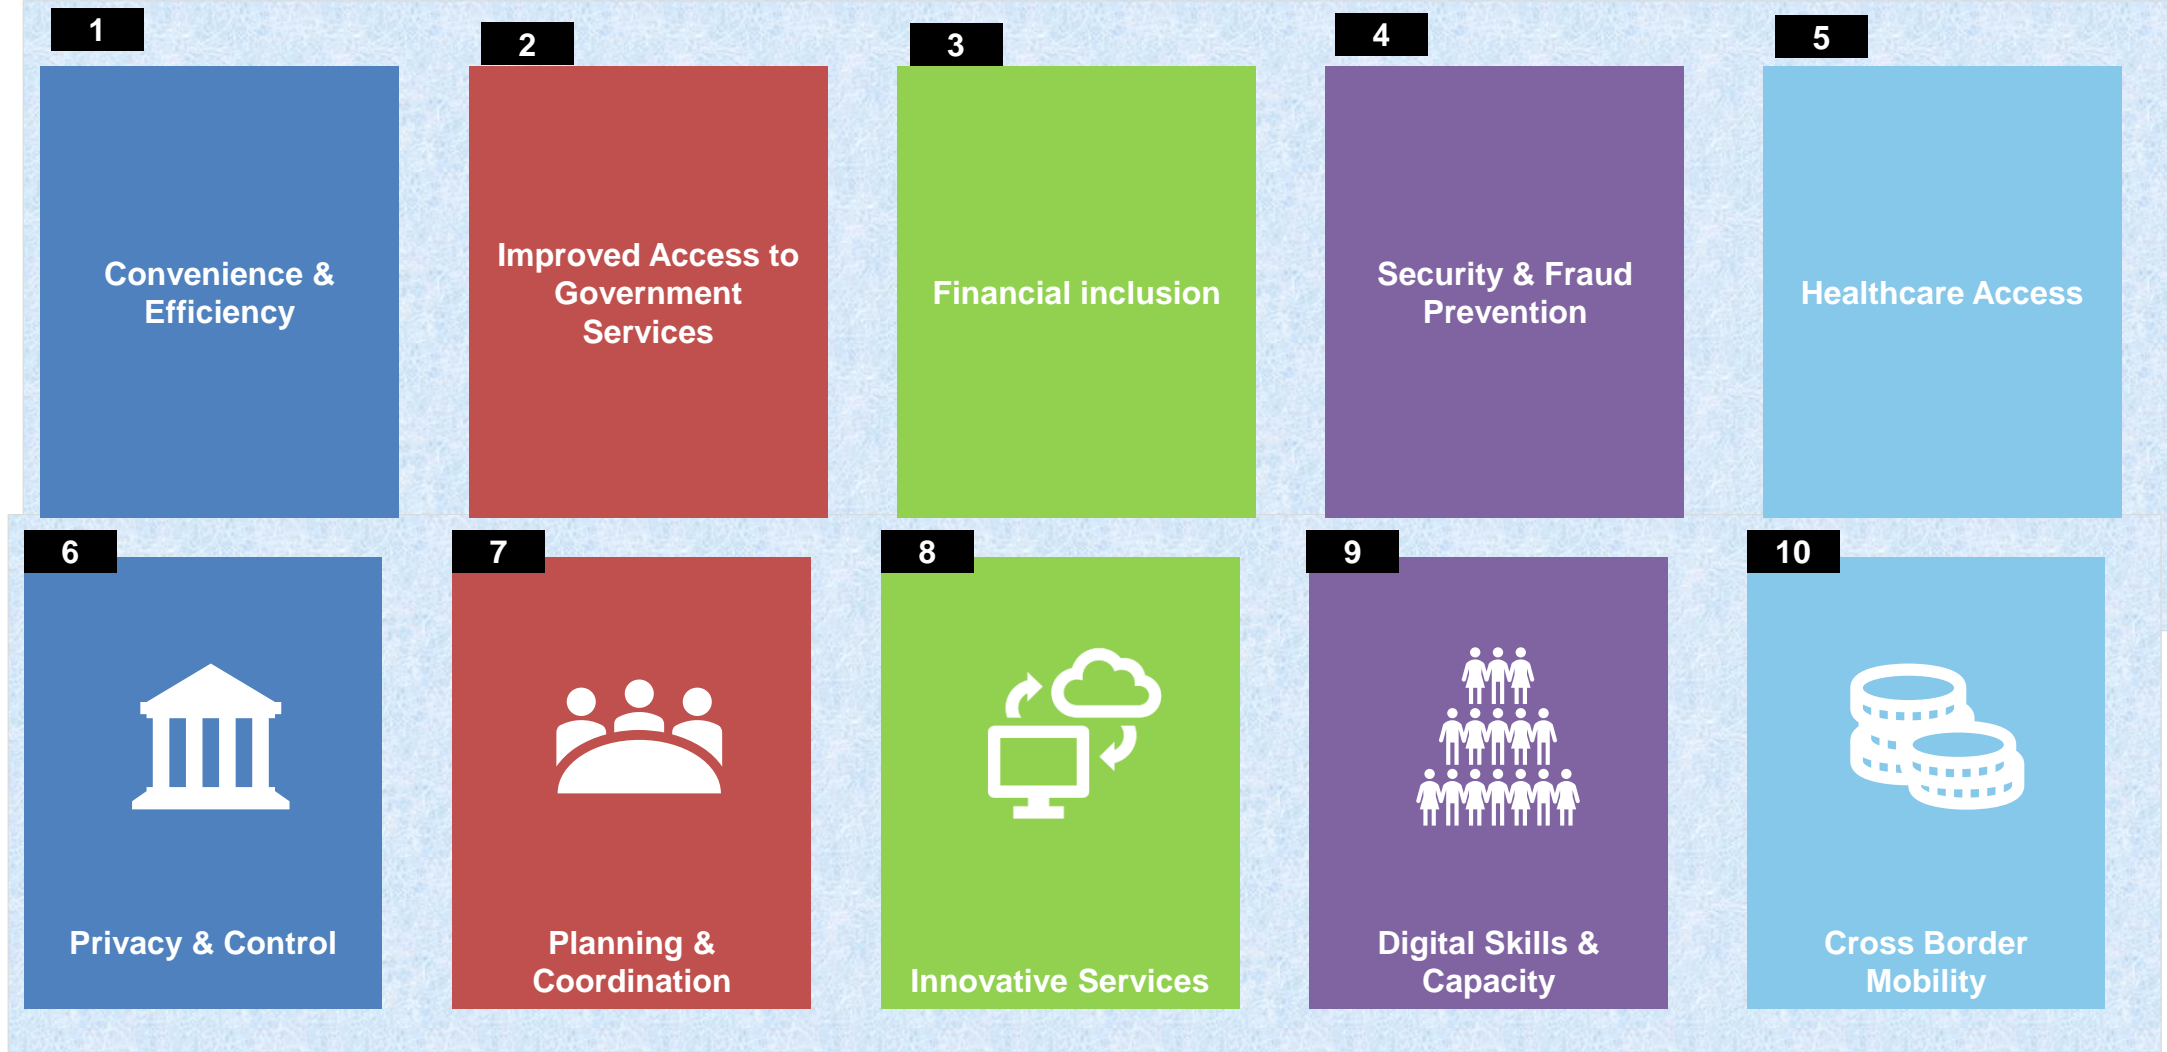 1
2
3
4
5
Convenience &
Efficiency
Improved Access to
Government
Services
Financial inclusion
Security & Fraud
Prevention
Healthcare Access
6
7
8
9
10
Privacy & Control
Planning &
Coordination
Innovative Services
Digital Skills &
Capacity
Cross Border
Mobility